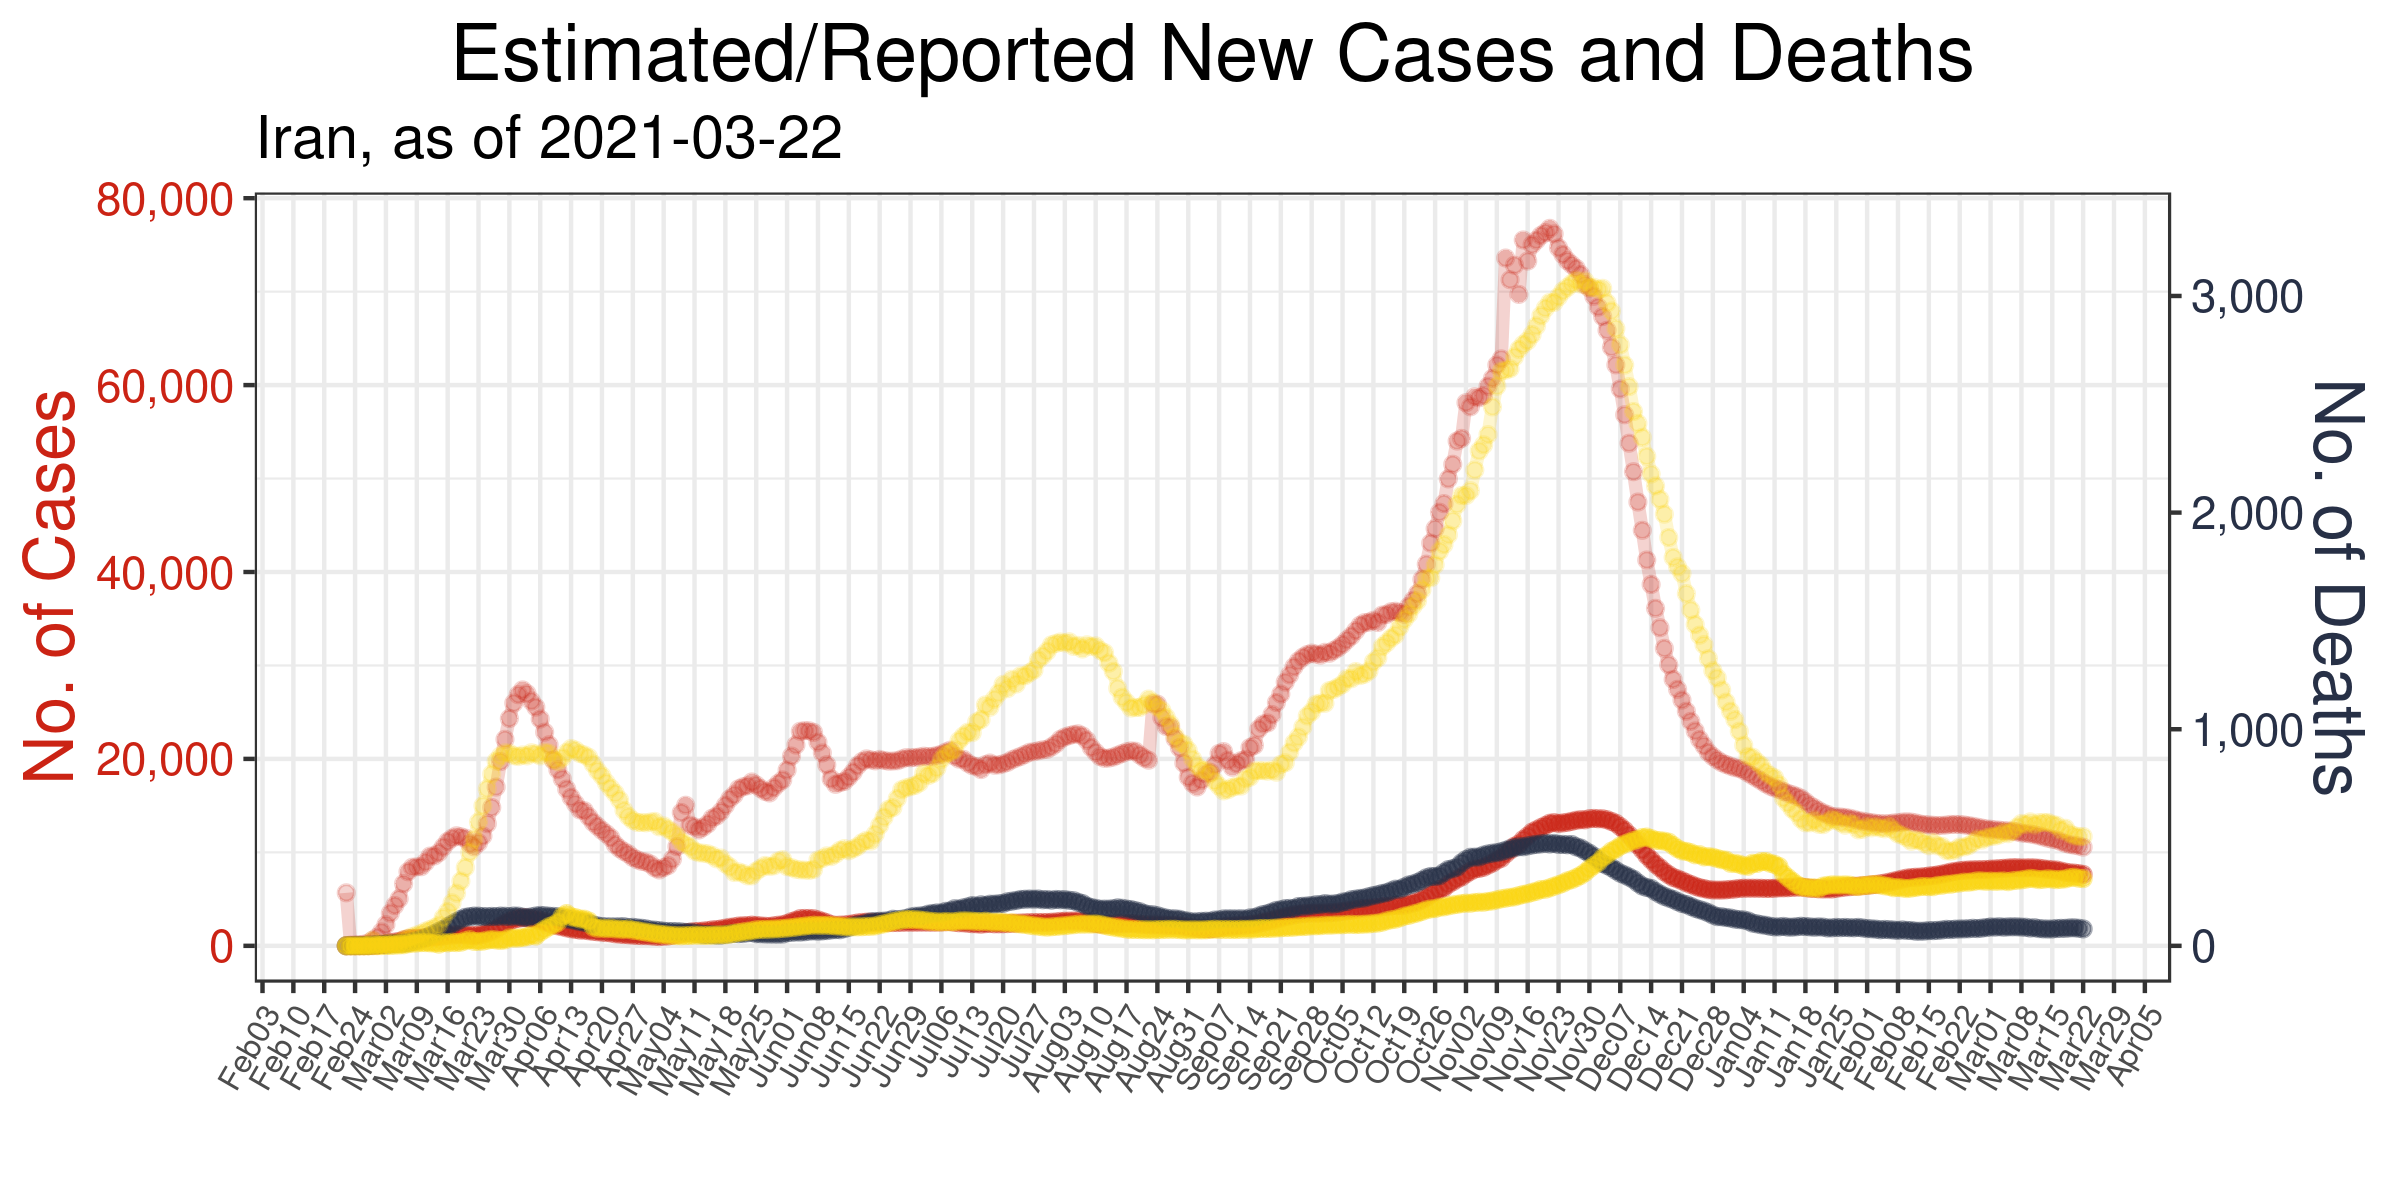 Estimated/Reported New Cases and Deaths
Iran, as of 2021-03-22
No. of Cases
80,000
60,000
40,000
20,000
0
3,000
2,000
1,000
0
No. of Deaths
Feb03
Feb10
Feb17
Feb24
Mar02
Mar09
Mar16
Mar23
Mar30
Apr06
Apr13
Apr20
Apr27
May04
May11
May18
May25
Jun01
Jun08
Jun15
Jun22
Jun29
Jul06
Jul13
Jul20
Jul27
Aug03
Aug10
Aug17
Aug24
Aug31
Sep07
Sep14
Sep21
Sep28
Oct05
Oct12
Oct19
Oct26
Nov02
Nov09
Nov16
Nov23
Nov30
Dec07
Dec14
Dec21
Dec28
Jan04
Jan11
Jan18
Jan25
Feb01
Feb08
Feb15
Feb22
Mar01
Mar08
Mar15
Mar22
Mar29
Apr05